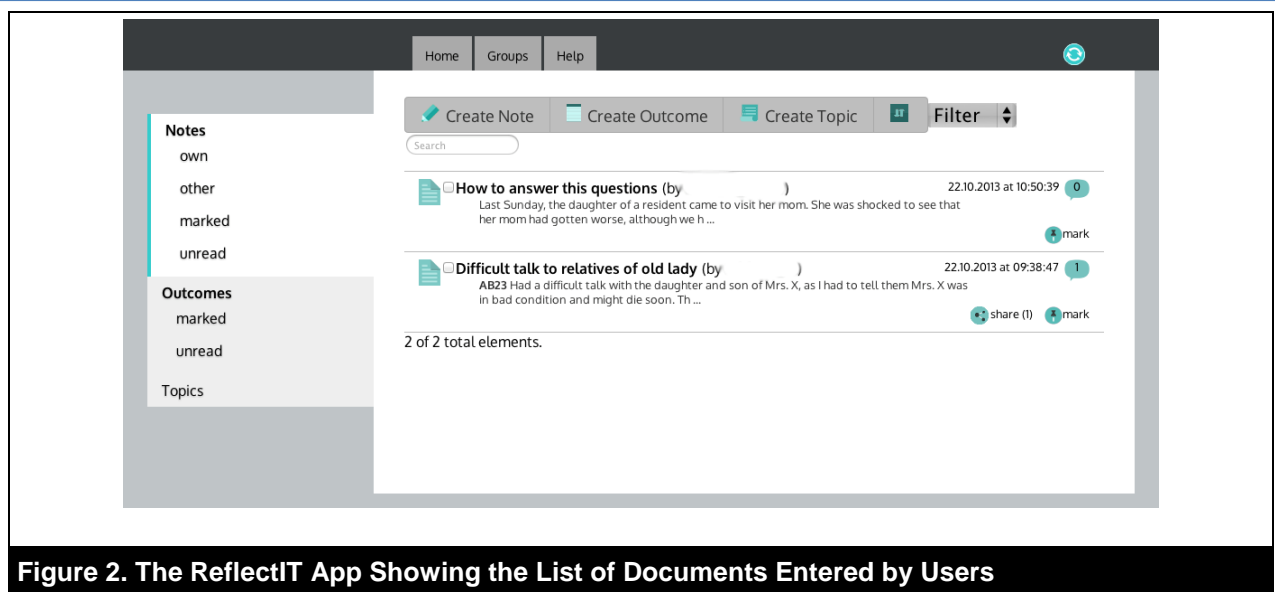 Home Groups Help
Notes
own
other
marked
unread
Outcomes
marked
unread
Topics
Create Note Create Outcome Create Topic Filter
Search
How to answer this questions (by )
22.10.2013 at 10:50:39 0
Last Sunday, the daughter of a resident came to visit her mom. She was shocked to see that
her mom had gotten worse, although we h ...
mark
Difficult talk to relatives of old lady (by )
22.10.2013 at 09:38:47 1
AB23 Had a difficult talk with the daughter and son of Mrs. X, as I had to tell them Mrs. X was
in bad condition and might die soon. Th ...
share (1) mark
2 of 2 total elements.
Figure 2. The ReflectIT App Showing the List of Documents Entered by Users